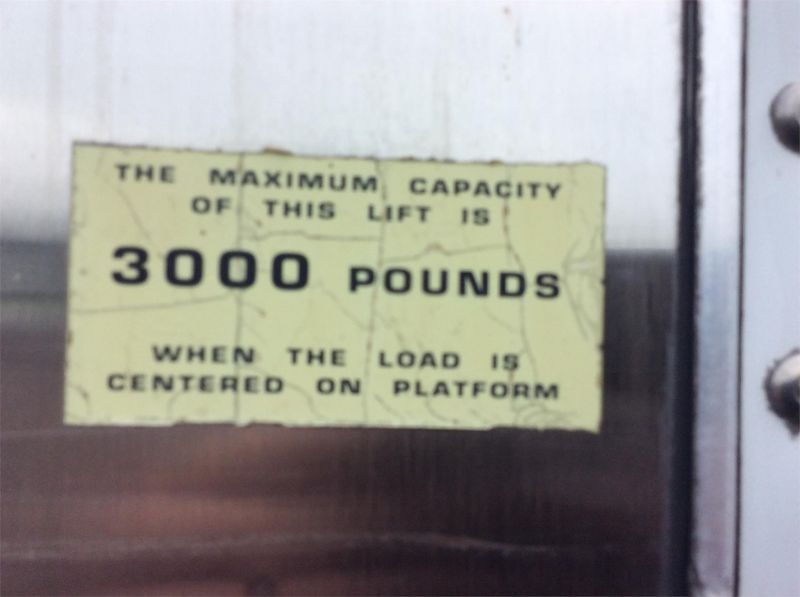 THE MAXIMUM CAPACITY
OF THIS LIFT IS
3000 POUNDS
WHEN THE LOAD IS
CENTERED ON PLATFORM